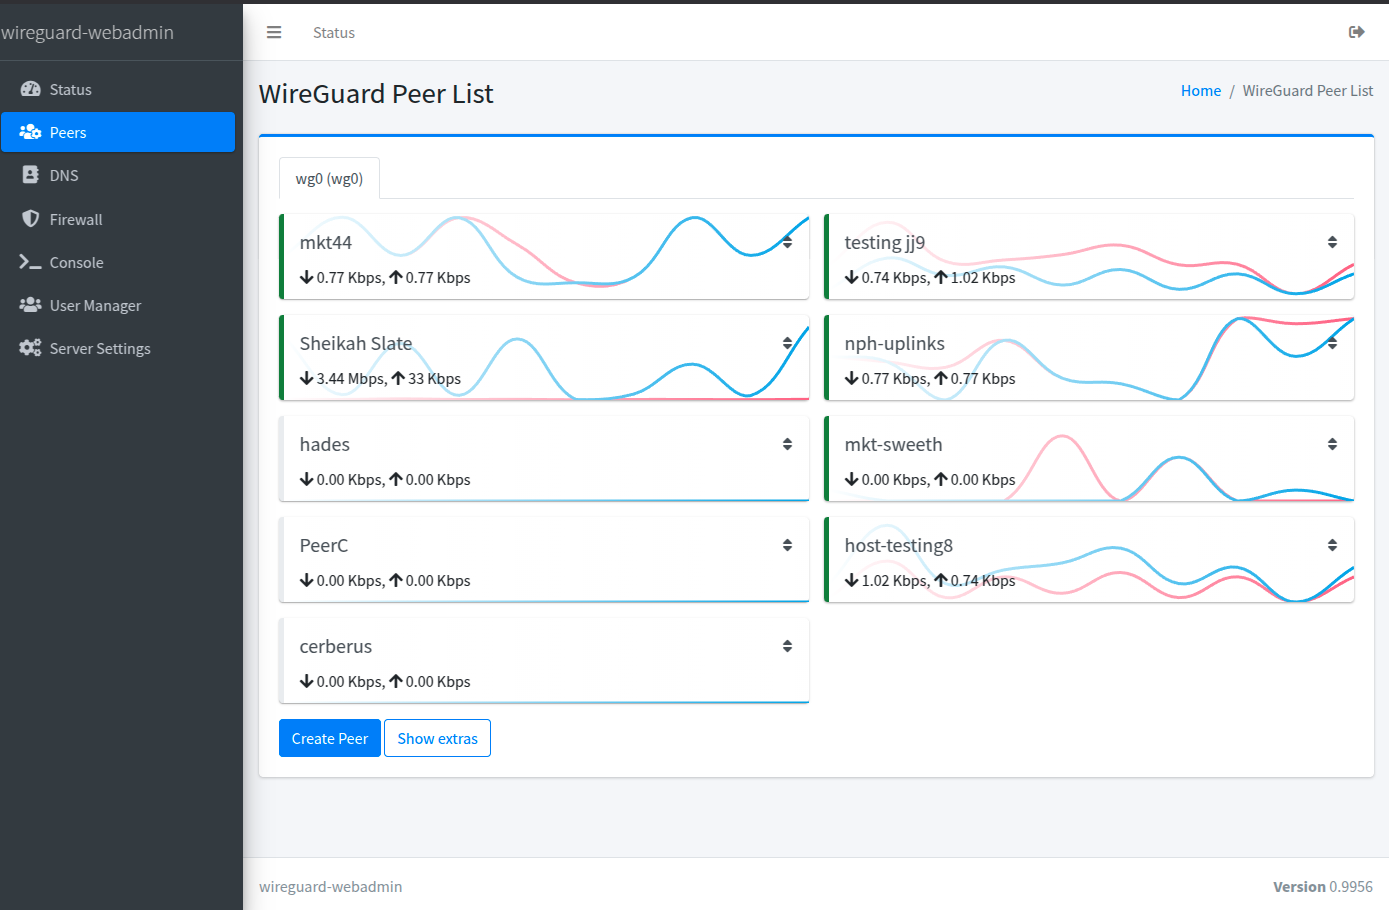 wireguard-webadmin
Status
Status
Peers
DNS
Firewall
Console
User Manager
Server Settings
WireGuard Peer List
Home / WireGuard Peer List
wg0 (wg0)
mkt44
0.77 Kbps, 0.77 Kbps
testing jj9
0.74 Kbps, 1.02 Kbps
Sheikah Slate
3.44 Mbps, 33 Kbps
nph-uplinks
0.77 Kbps, 0.77 Kbps
hades
0.00 Kbps, 0.00 Kbps
mkt-sweeth
0.00 Kbps, 0.00 Kbps
PeerC
0.00 Kbps, 0.00 Kbps
host-testing8
1.02 Kbps, 0.74 Kbps
cerberus
0.00 Kbps, 0.00 Kbps
Create Peer
Show extras
wireguard-webadmin
Version 0.9956